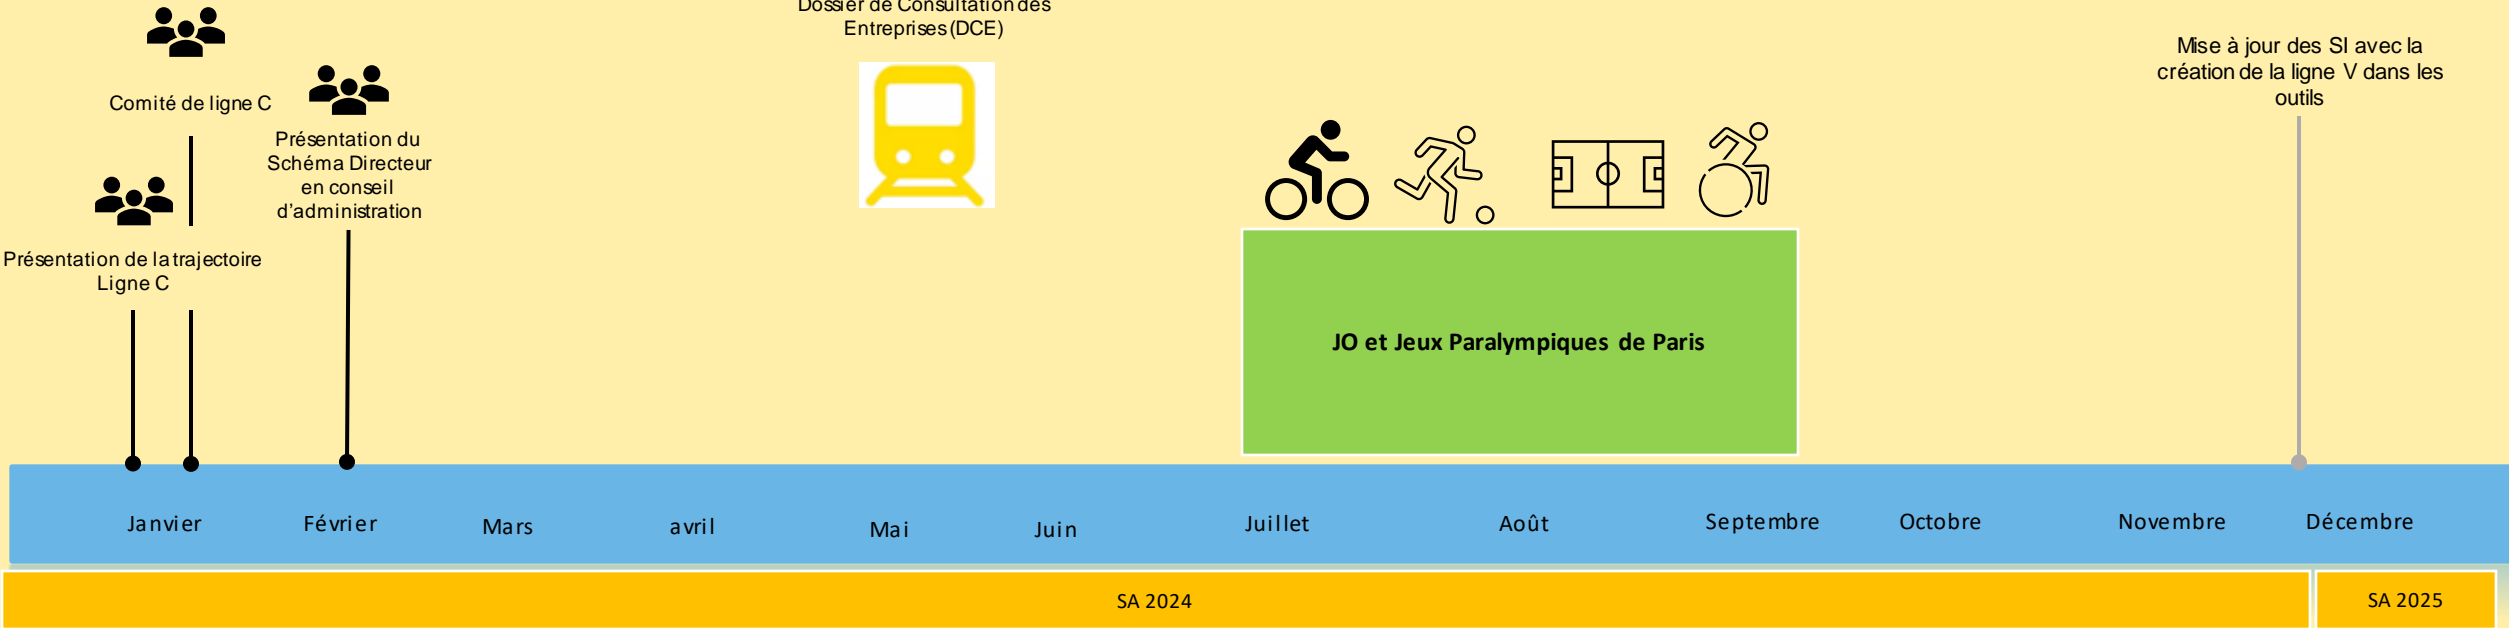 Dossier de Consultation des
Entreprises (DCE)
Mise à jour des SI avec la
création de la ligne V dans les
outils
Comité de ligne C
Présentation du
Schéma Directeur
en conseil
d'administration
Présentation de la trajectoire
Ligne C
JO et Jeux Paralympiques de Paris
Janvier
Février
Mars
avril
Mai
Juin
Juillet
Août
Septembre
Octobre
Novembre
Décembre
SA 2024
SA 2025